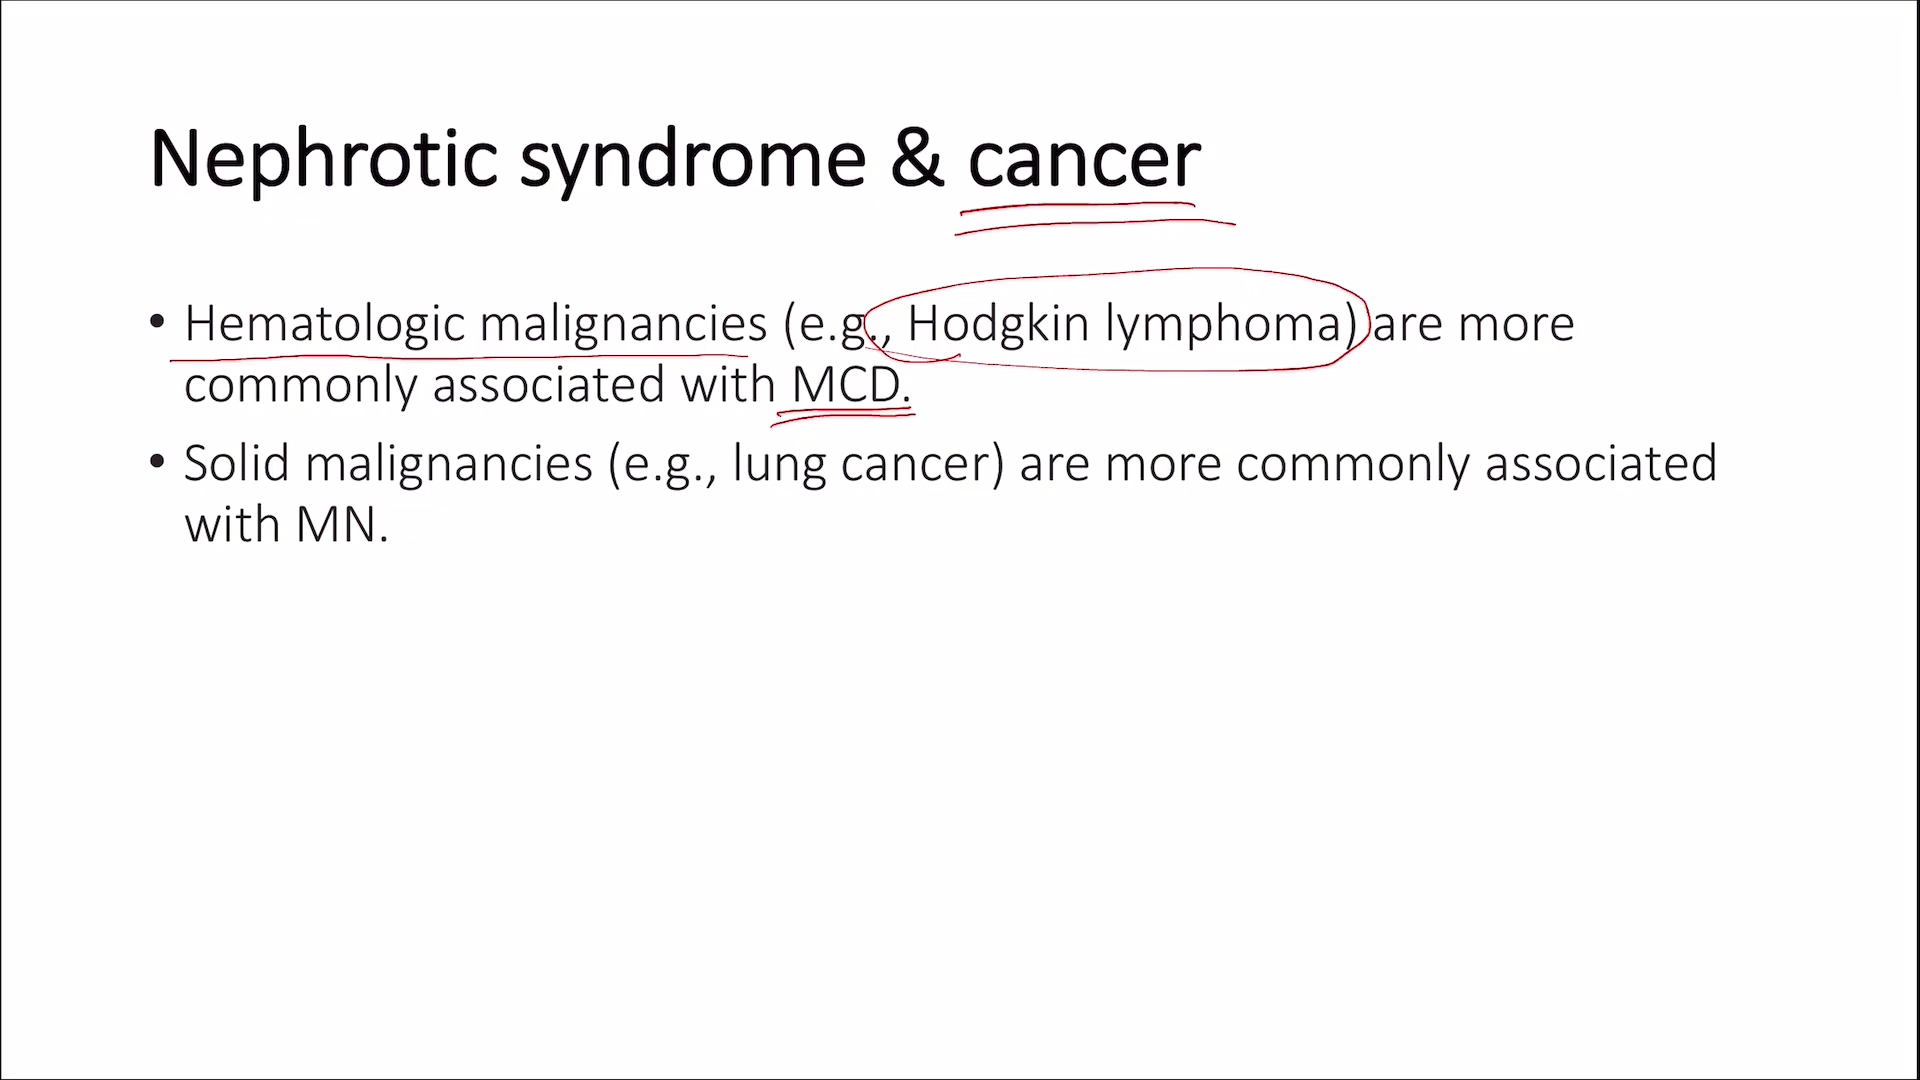 Nephrotic syndrome & cancer
• Hematologic malignancies (e.g., Hodgkin lymphoma) are more
commonly associated with MCD.
• Solid malignancies (e.g., lung cancer) are more commonly associated
with MN.